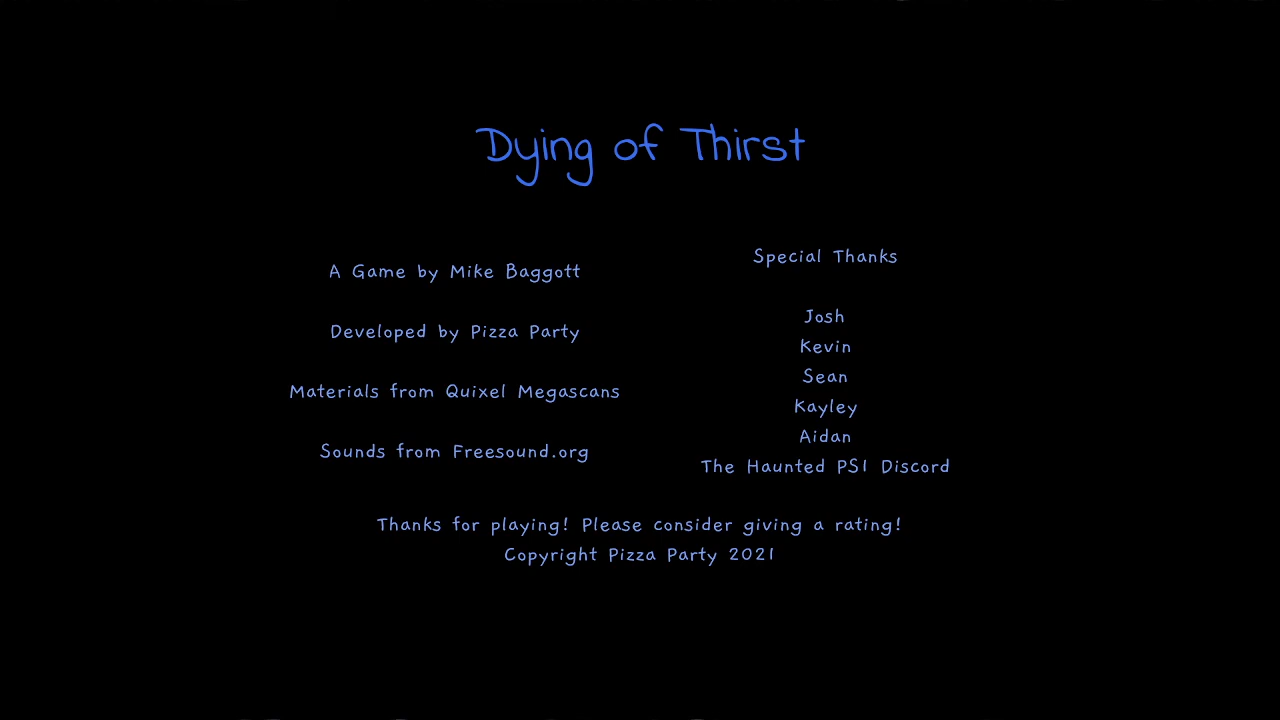 Dying of Thirst
A Game by Mike Baggott
Developed by Pizza Party
Materials from Quixel Megascans
Sounds from Freesound.org
Special Thanks
Josh
Kevin
Sean
Kayley
Aidan
The Haunted PS1 Discord
Thanks for playing! Please consider giving a rating!
Copyright Pizza Party 2021